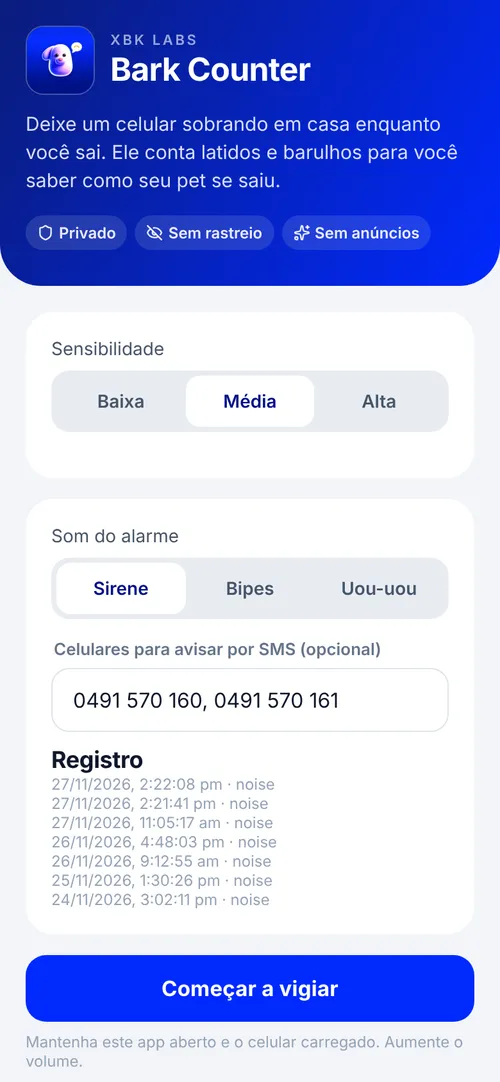 XBK LABS
Bark Counter
Deixe um celular sobrando em casa enquanto
você sai. Ele conta latidos e barulhos para você
saber como seu pet se saiu.
Privado
Sem rastreio
Sem anúncios
Sensibilidade
Baixa
Média
Alta
Som do alarme
Sirene
Bipes
Uou-uou
Celulares para avisar por SMS (opcional)
0491 570 160, 0491 570 161
Registro
27/11/2026, 2:22:08 pm · noise
27/11/2026, 2:21:41 pm · noise
27/11/2026, 11:05:17 am · noise
26/11/2026, 4:48:03 pm · noise
26/11/2026, 9:12:55 am · noise
25/11/2026, 1:30:26 pm · noise
24/11/2026, 3:02:11 pm · noise
Começar a vigiar
Mantenha este app aberto e o celular carregado. Aumente o
volume.